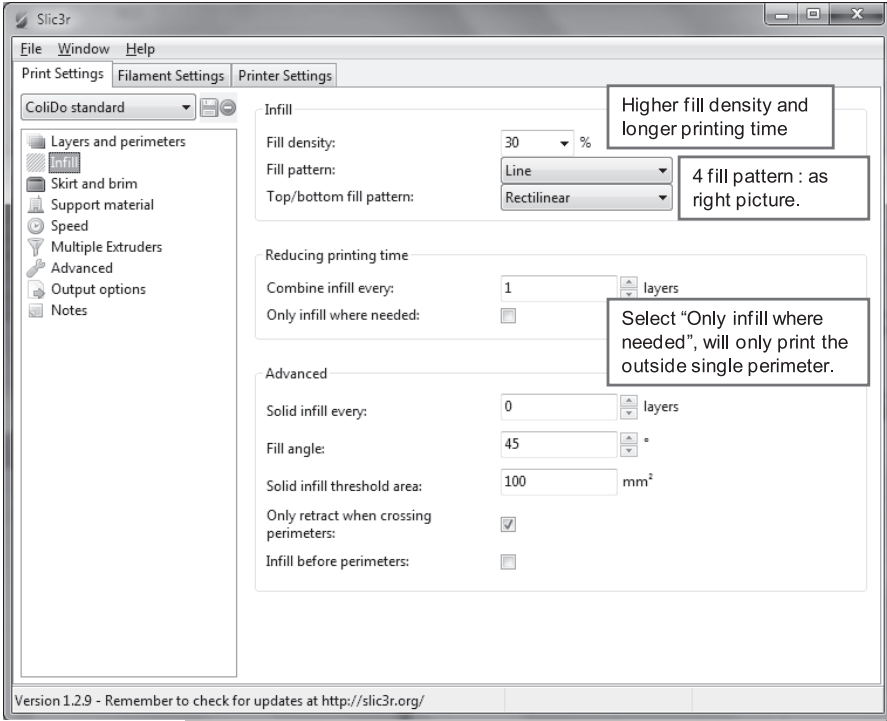 Slic3r
File Window Help
Print Settings Filament Settings Printer Settings
ColiDo standard
Layers and perimeters
Infill
Skirt and brim
Support material
Speed
Multiple Extruders
Advanced
Output options
Notes
Infill
Fill density: 30 %
Fill pattern: Line
Top/bottom fill pattern: Rectilinear
Higher fill density and
longer printing time
4 fill pattern : as
right picture.
Reducing printing time
Combine infill every: 1 layers
Only infill where needed:
Select “Only infill where
needed”, will only print the
outside single perimeter.
Advanced
Solid infill every: 0 layers
Fill angle: 45 °
Solid infill threshold area: 100 mm²
Only retract when crossing
perimeters:
Infill before perimeters:
Version 1.2.9 - Remember to check for updates at http://slic3r.org/